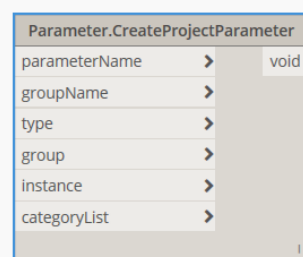 Parameter.CreateProjectParameter
parameterName > void
groupName >
type >
group >
instance >
categoryList >